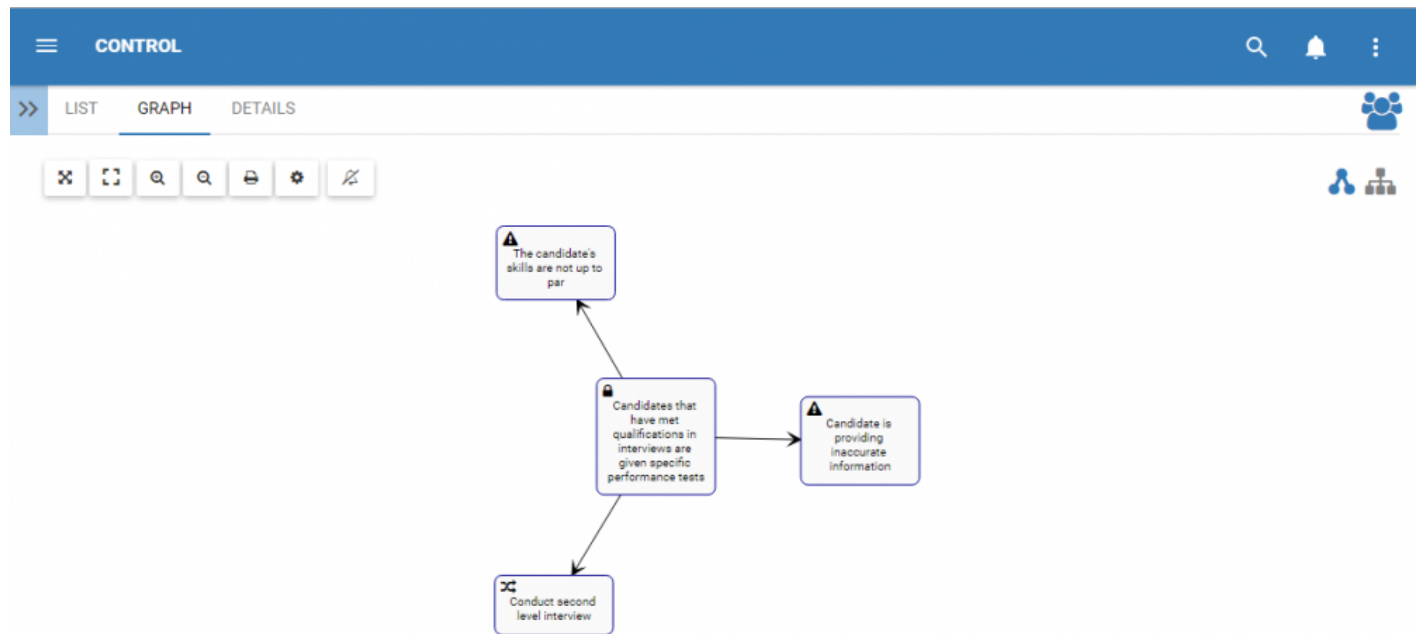 CONTROL
LIST GRAPH DETAILS
The candidate's
skills are not up to
par
Candidates that
have met
qualifications in
interviews are
given specific
performance tests
Candidate is
providing
inaccurate
information
Conduct second
level interview